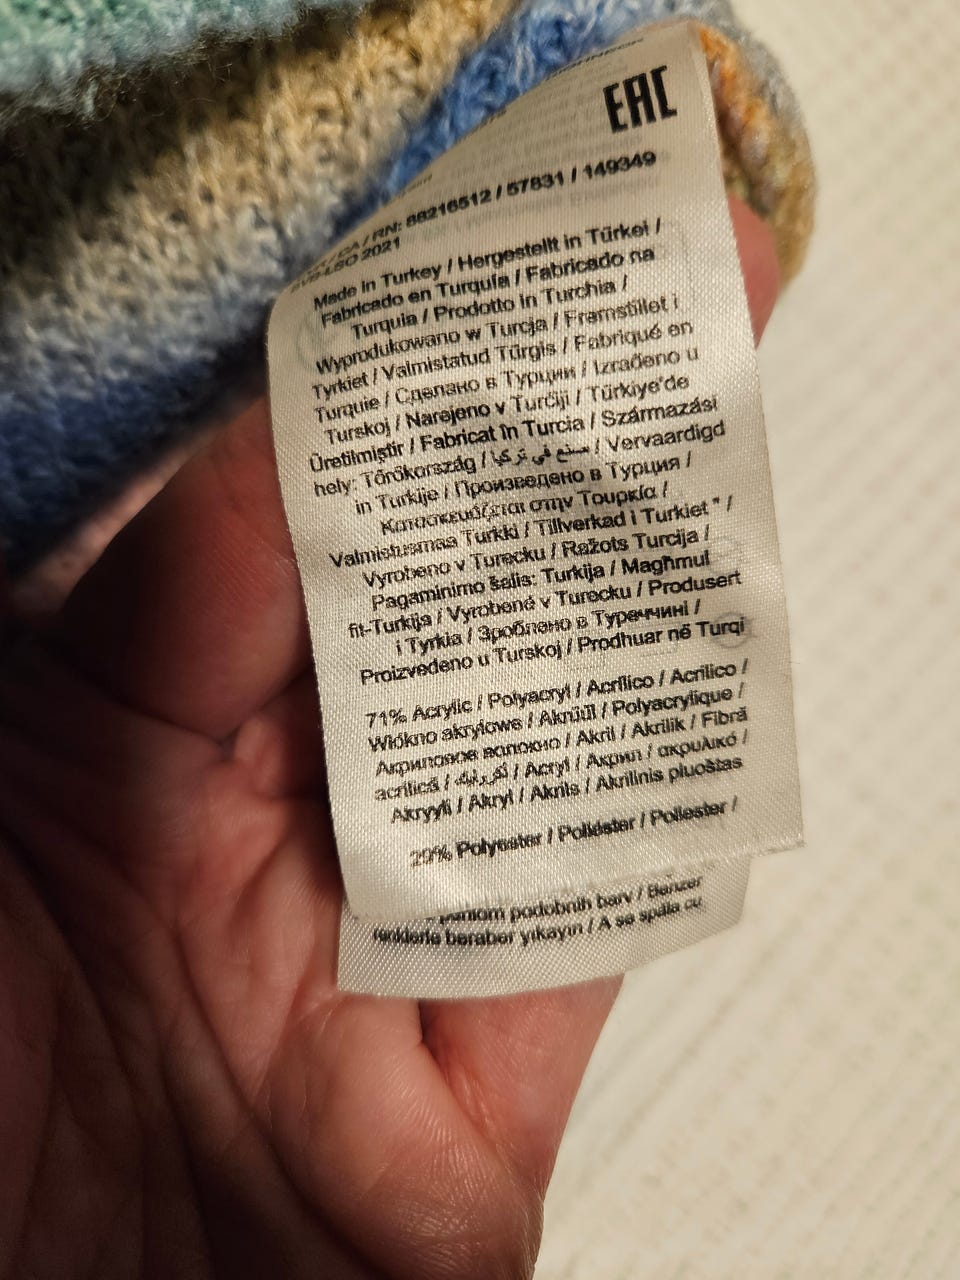 EAC
/ CA / RN: 88216512 / 57831 / 149349
2021
Made in Turkey / Hergestellt in Türkei /
Fabricado en Turquía / Fabricado na
Turquia / Prodotto in Turchia /
Wyprodukowano w Turcja / Framstillet i
Tyrkiet / Valmistatud Türgis / Fabriqué en
Turquie / Сделано в Турции / Izrađeno u
Turskoj / Narejeno v Turčiji / Türkiye'de
Üretilmiştir / Fabricat în Turcia / Származási
hely: Törökország / صنع في تركيا / Vervaardigd
in Turkije / Произведено в Турция /
Κατασκευάζεται στην Τουρκία /
Valmistusmaa Turkki / Tillverkad i Turkiet " /
Vyrobeno v Turecku / Ražots Turcija /
Pagaminimo šalis: Turkija / Magħmul
fit-Turkija / Vyrobené v Turecku / Produsert
i Tyrkia / Зроблено в Туреччині /
Proizvedeno u Turskoj / Prodhuar në Turqi
71% Acrylic / Polyacryl / Acrílico / Acrilico /
Włókno akrylowe / Akrüül / Polyacrylique /
Акриловое волокно / Akril / Akrilik / Fibră
acrilică / أكريليك / Acryl / Акрил / ακρυλικό /
Akryyli / Akryl / Akrils / Akrilinis pluoštas
29% Polyester / Poliéster / Poliester /
podobnih barv / Benzer
renklerle beraber yıkayın / A se spăla cu